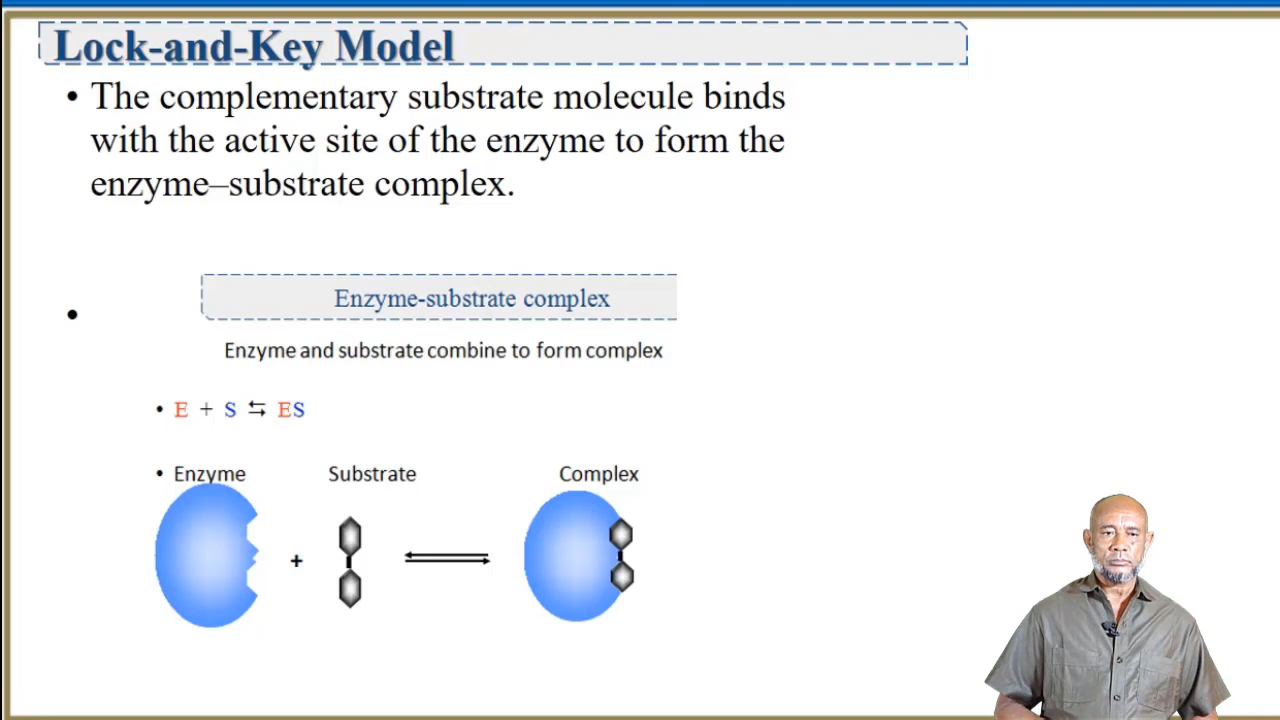 Lock-and-Key Model
• The complementary substrate molecule binds
with the active site of the enzyme to form the
enzyme–substrate complex.
•
Enzyme-substrate complex
Enzyme and substrate combine to form complex
• E + S ⇆ ES
• Enzyme Substrate Complex
+